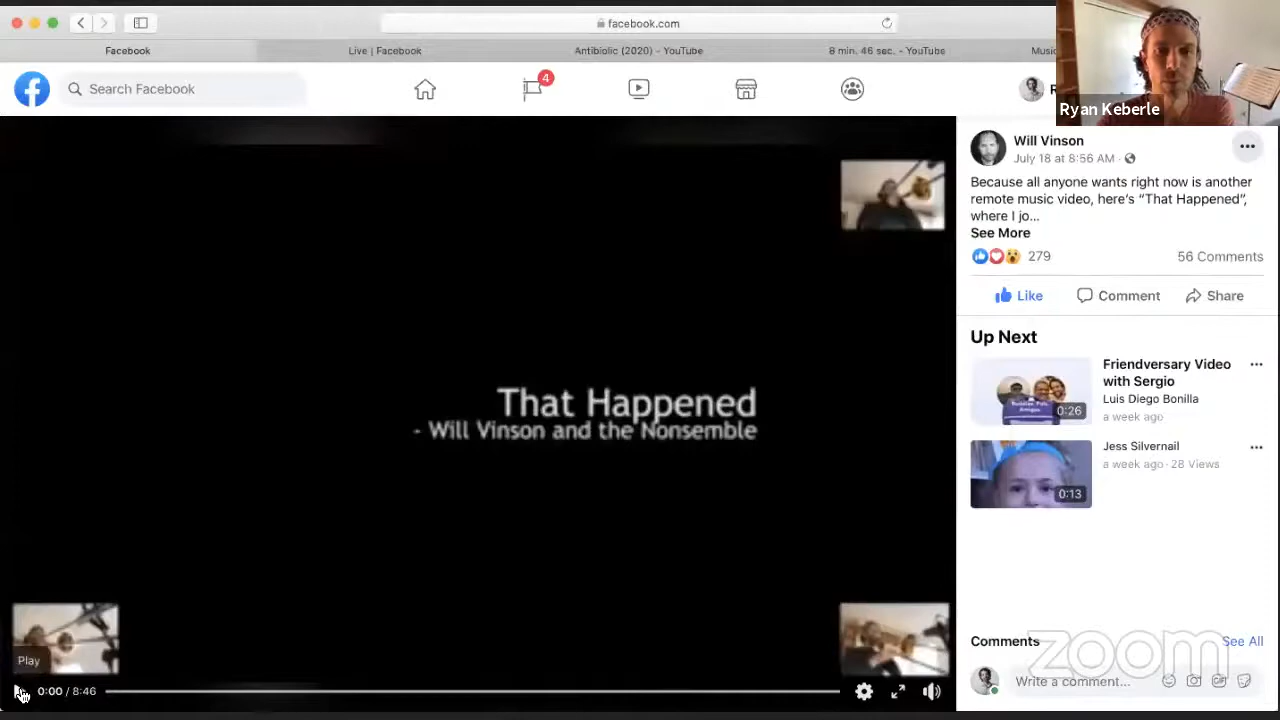 facebook.com
Facebook
Live | Facebook
Antibiolic (2020) – YouTube
8 min. 46 sec. - YouTube
Music
Search Facebook
4
R
Ryan Keberle
Will Vinson
July 18 at 8:56 AM ·
Because all anyone wants right now is another
remote music video, here's “That Happened”,
where I jo...
See More
279
56 Comments
Like
Comment
Share
That Happened
- Will Vinson and the Nonsemble
Up Next
Friendversary Video
with Sergio
Luis Diego Bonilla
a week ago
0:26
Jess Silvernail
a week ago · 28 Views
0:13
Comments
See All
zoom
Write a comment...
GIF
Play
0:00 / 8:46